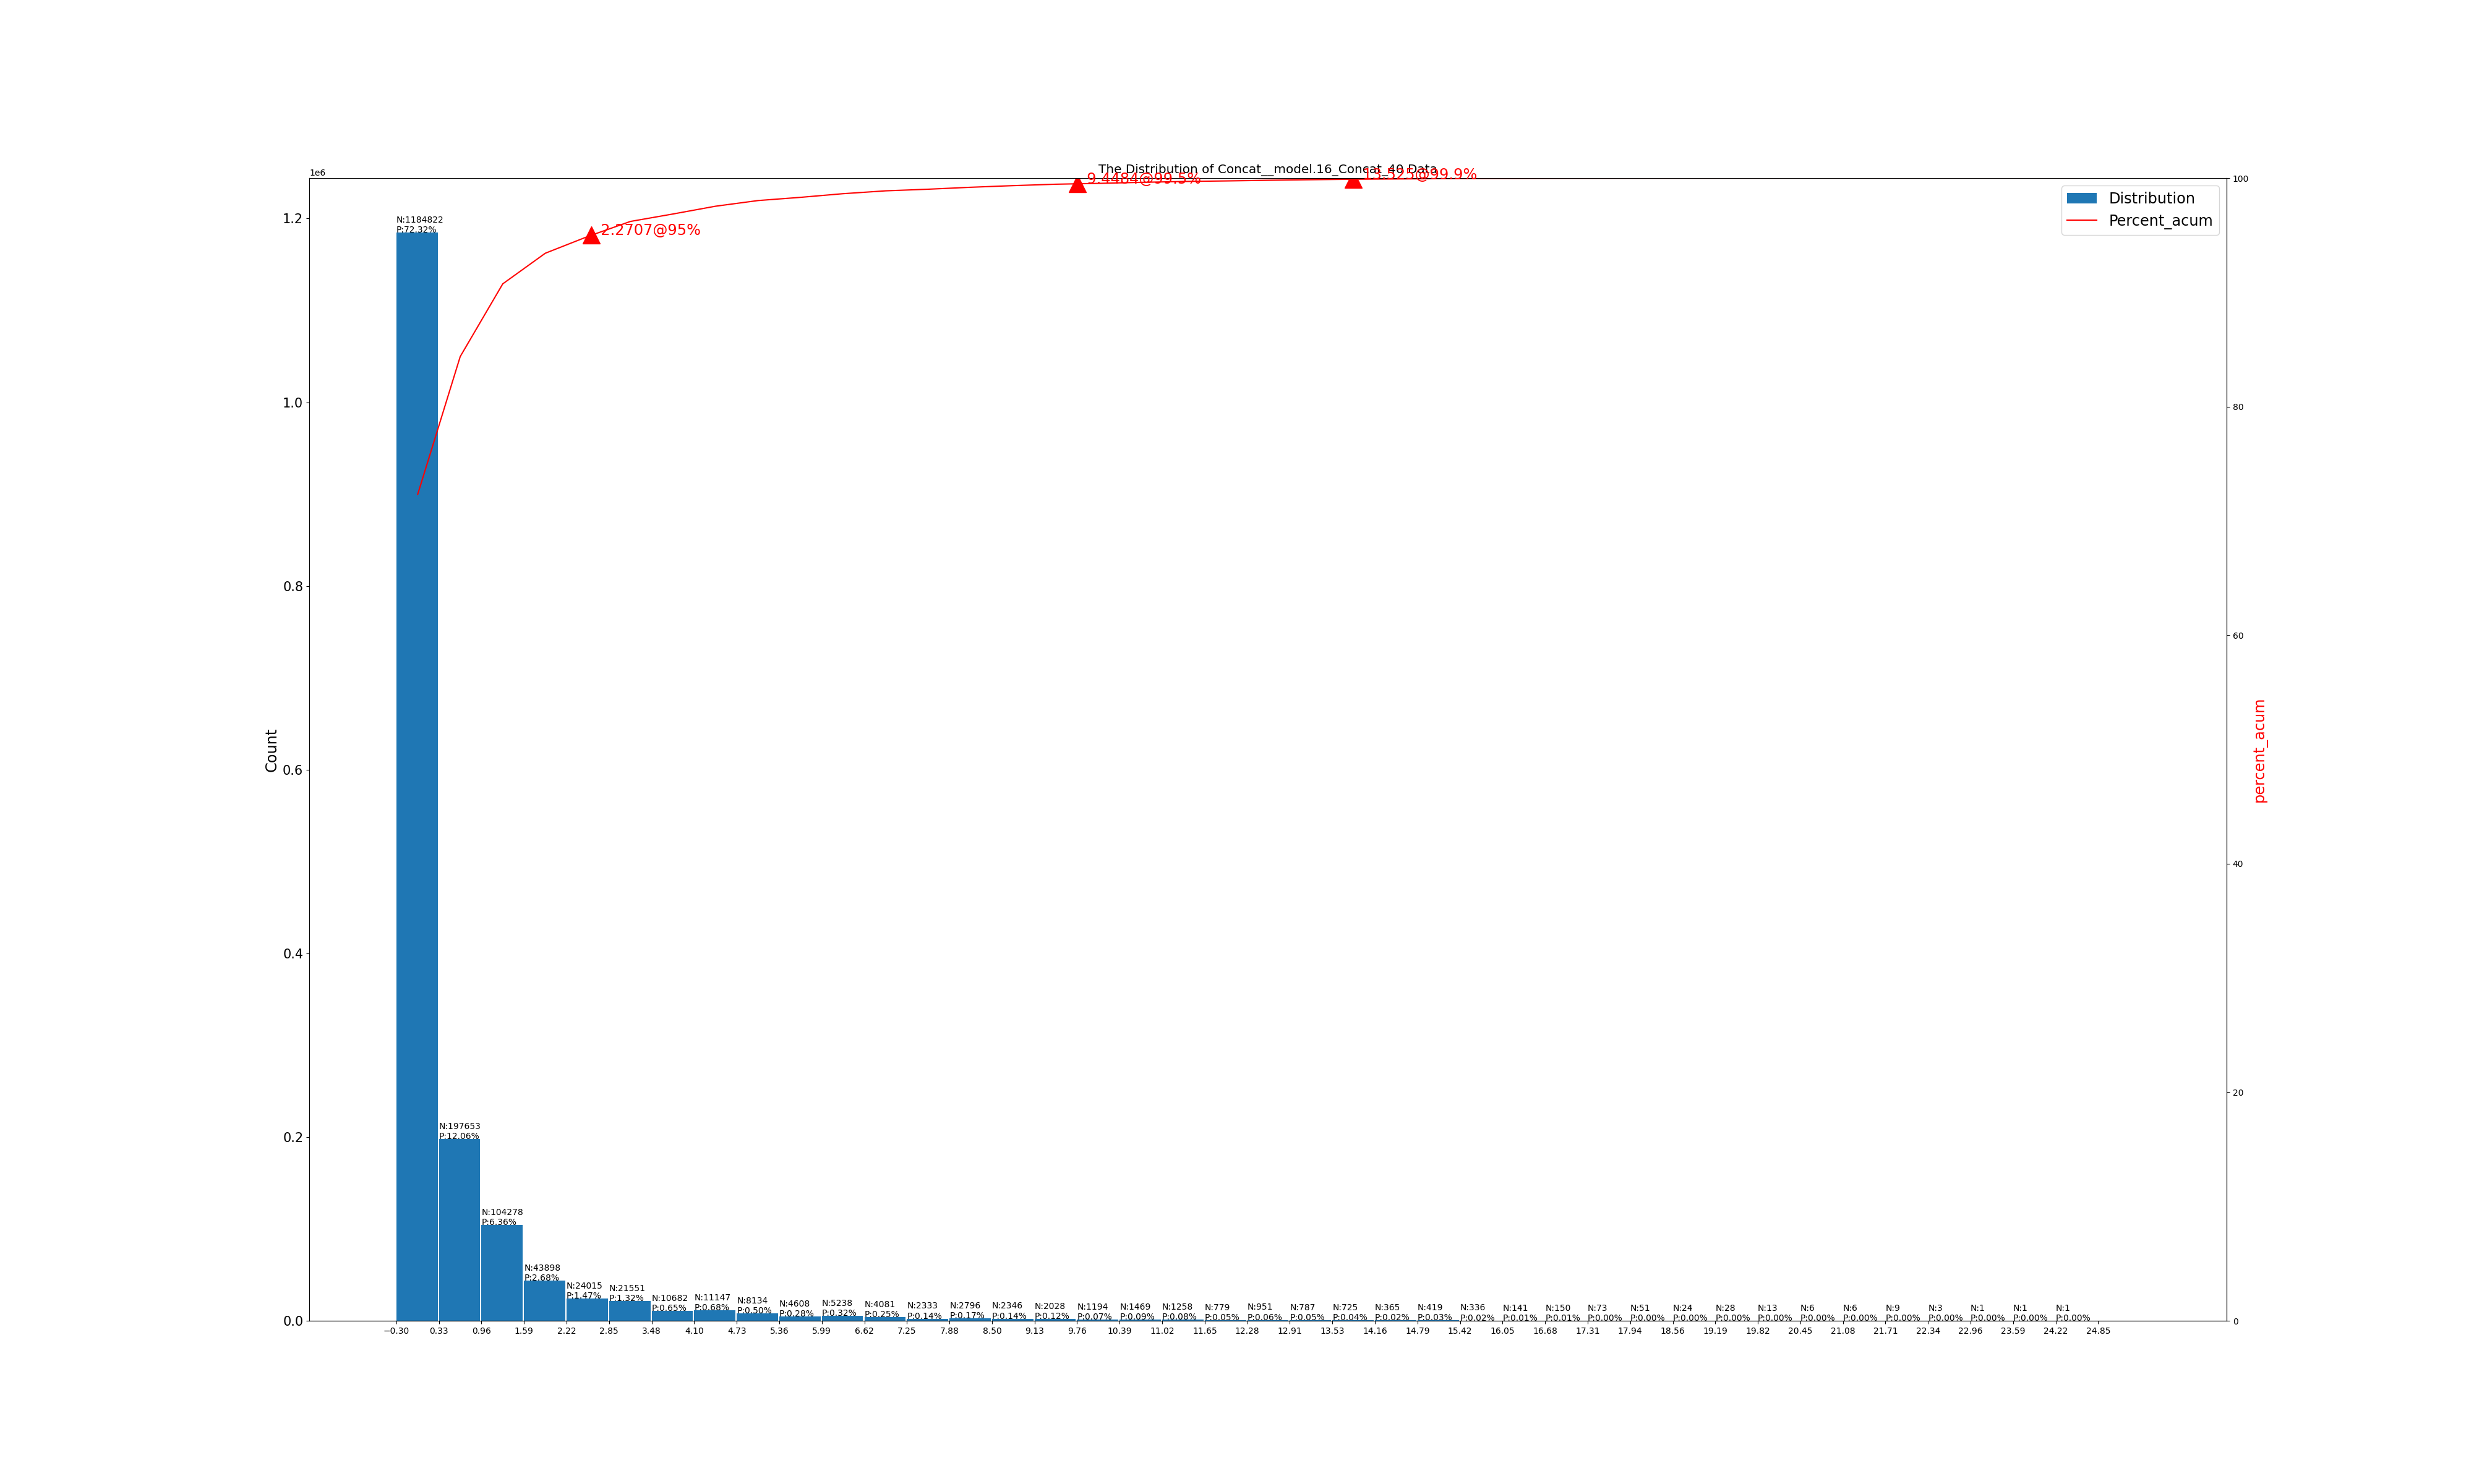 The Distribution of Concat__model.16_Concat_40 Data
1e6
9.4484@99.5%
13.525@99.9%
2.2707@95%
Distribution
Percent_acum
N:1184822
P:72.32%
N:197653
P:12.06%
N:104278
P:6.36%
N:43898
P:2.68%
N:24015
P:1.47%
N:21551
P:1.32%
N:10682
P:0.65%
N:11147
P:0.68%
N:8134
P:0.50%
N:4608
P:0.28%
N:5238
P:0.32%
N:4081
P:0.25%
N:2333
P:0.14%
N:2796
P:0.17%
N:2346
P:0.14%
N:2028
P:0.12%
N:1194
P:0.07%
N:1469
P:0.09%
N:1258
P:0.08%
N:779
P:0.05%
N:951
P:0.06%
N:787
P:0.05%
N:725
P:0.04%
N:365
P:0.02%
N:419
P:0.03%
N:336
P:0.02%
N:141
P:0.01%
N:150
P:0.01%
N:73
P:0.00%
N:51
P:0.00%
N:24
P:0.00%
N:28
P:0.00%
N:13
P:0.00%
N:6
P:0.00%
N:6
P:0.00%
N:9
P:0.00%
N:3
P:0.00%
N:1
P:0.00%
N:1
P:0.00%
N:1
P:0.00%
Count
1.2
1.0
0.8
0.6
0.4
0.2
0.0
percent_acum
100
80
60
40
20
0
−0.30 0.33 0.96 1.59 2.22 2.85 3.48 4.10 4.73 5.36 5.99 6.62 7.25 7.88 8.50 9.13 9.76 10.39 11.02 11.65 12.28 12.91 13.53 14.16 14.79 15.42 16.05 16.68 17.31 17.94 18.56 19.19 19.82 20.45 21.08 21.71 22.34 22.96 23.59 24.22 24.85